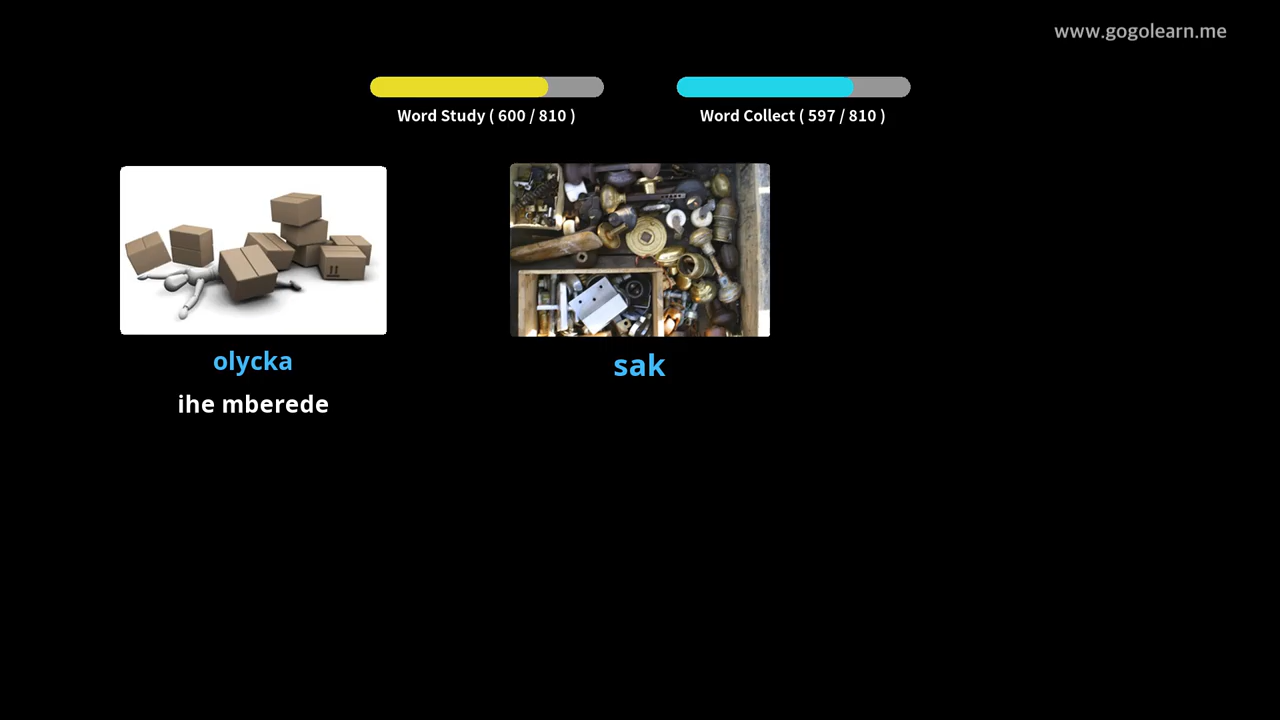 www.gogolearn.me
Word Study ( 600 / 810 )
Word Collect ( 597 / 810 )
olycka
ihe mberede
sak